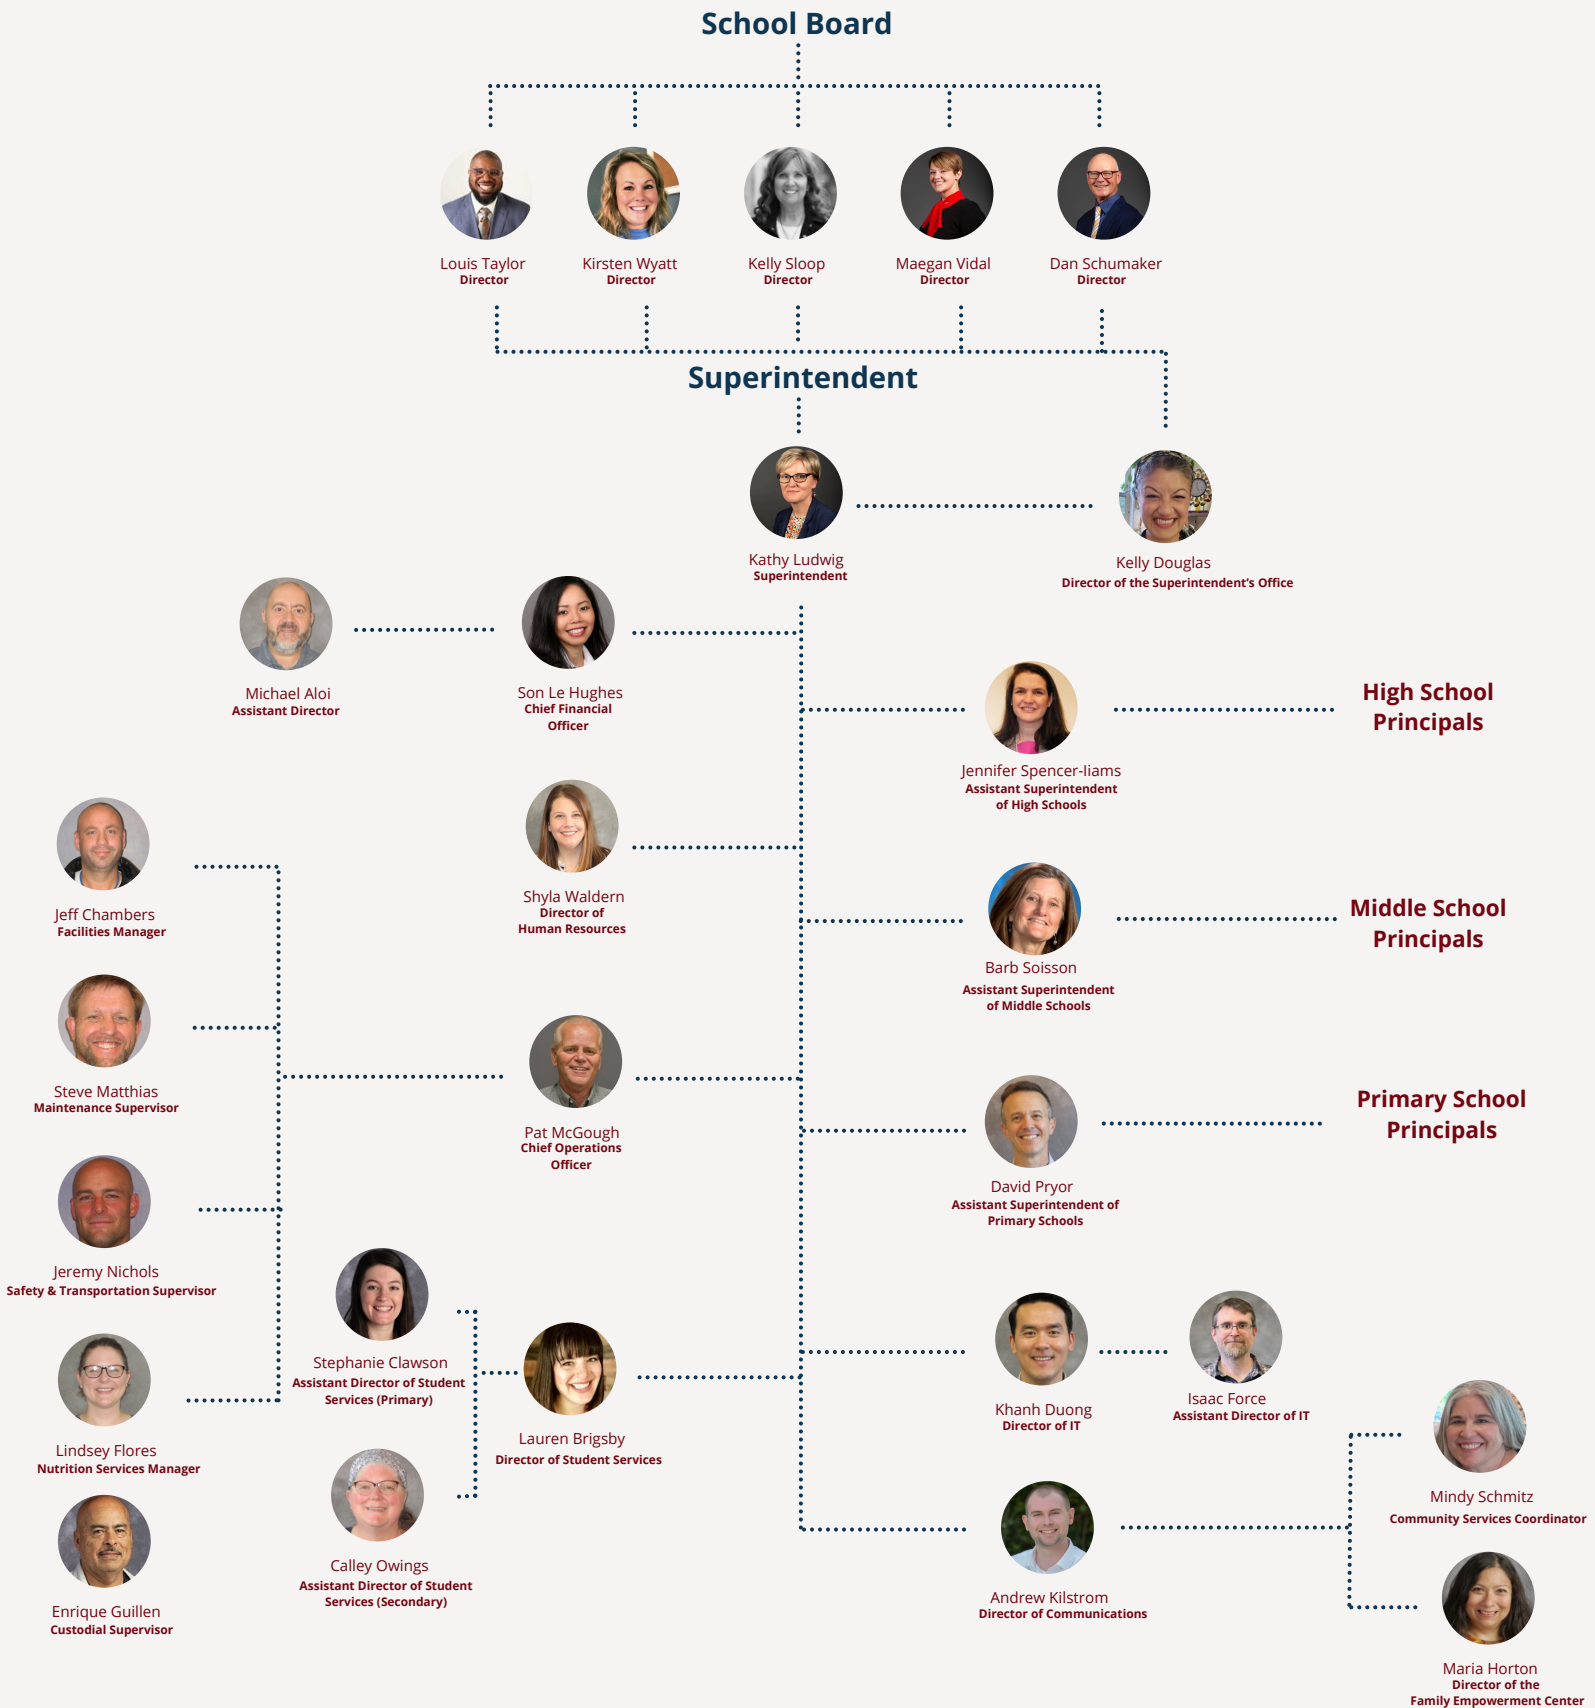 School Board
Louis Taylor
Director
Kirsten Wyatt
Director
Kelly Sloop
Director
Maegan Vidal
Director
Dan Schumaker
Director
Superintendent
Kathy Ludwig
Superintendent
Kelly Douglas
Director of the Superintendent's Office
Michael Aloi
Assistant Director
Son Le Hughes
Chief Financial
Officer
Jennifer Spencer-Iiams
Assistant Superintendent
of High Schools
High School
Principals
Jeff Chambers
Facilities Manager
Shyla Waldern
Director of
Human Resources
Barb Soisson
Assistant Superintendent
of Middle Schools
Middle School
Principals
Steve Matthias
Maintenance Supervisor
Pat McGough
Chief Operations
Officer
David Pryor
Assistant Superintendent of
Primary Schools
Primary School
Principals
Jeremy Nichols
Safety & Transportation Supervisor
Stephanie Clawson
Assistant Director of Student
Services (Primary)
Lauren Brigsby
Director of Student Services
Khanh Duong
Director of IT
Isaac Force
Assistant Director of IT
Lindsey Flores
Nutrition Services Manager
Calley Owings
Assistant Director of Student
Services (Secondary)
Andrew Kilstrom
Director of Communications
Mindy Schmitz
Community Services Coordinator
Enrique Guillen
Custodial Supervisor
Maria Horton
Director of the
Family Empowerment Center